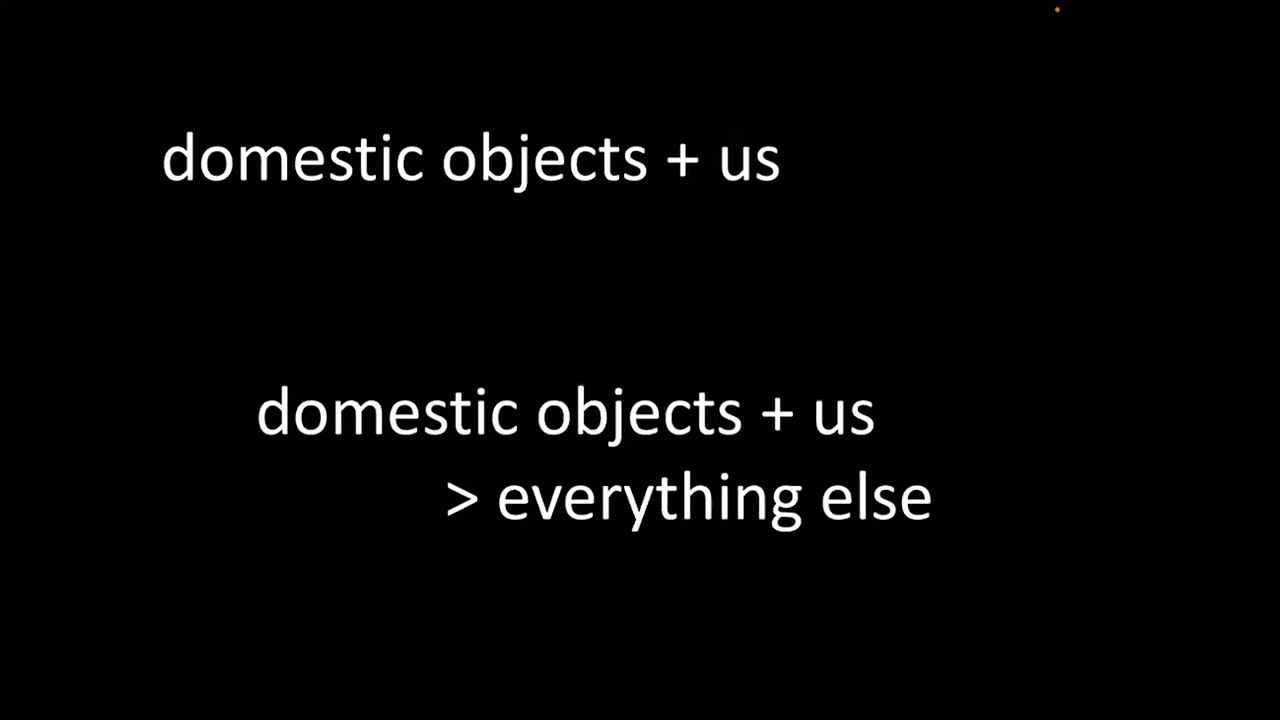 domestic objects + us
domestic objects + us
> everything else